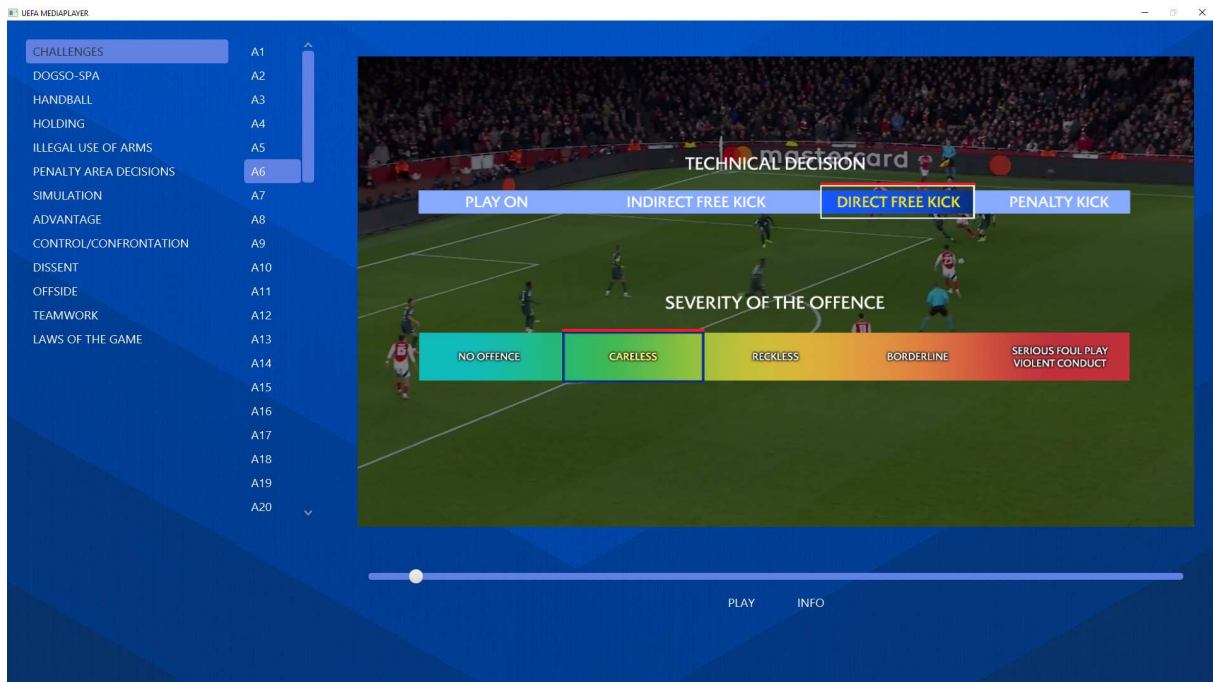 UEFA MEDIAPLAYER
CHALLENGES
DOGSO-SPA
HANDBALL
HOLDING
ILLEGAL USE OF ARMS
PENALTY AREA DECISIONS
SIMULATION
ADVANTAGE
CONTROL/CONFRONTATION
DISSENT
OFFSIDE
TEAMWORK
LAWS OF THE GAME
A1
A2
A3
A4
A5
A6
A7
A8
A9
A10
A11
A12
A13
A14
A15
A16
A17
A18
A19
A20
mastercard
TECHNICAL DECISION
PLAY ON
INDIRECT FREE KICK
DIRECT FREE KICK
PENALTY KICK
SEVERITY OF THE OFFENCE
NO OFFENCE
CARELESS
RECKLESS
BORDERLINE
SERIOUS FOUL PLAY
VIOLENT CONDUCT
PLAY
INFO